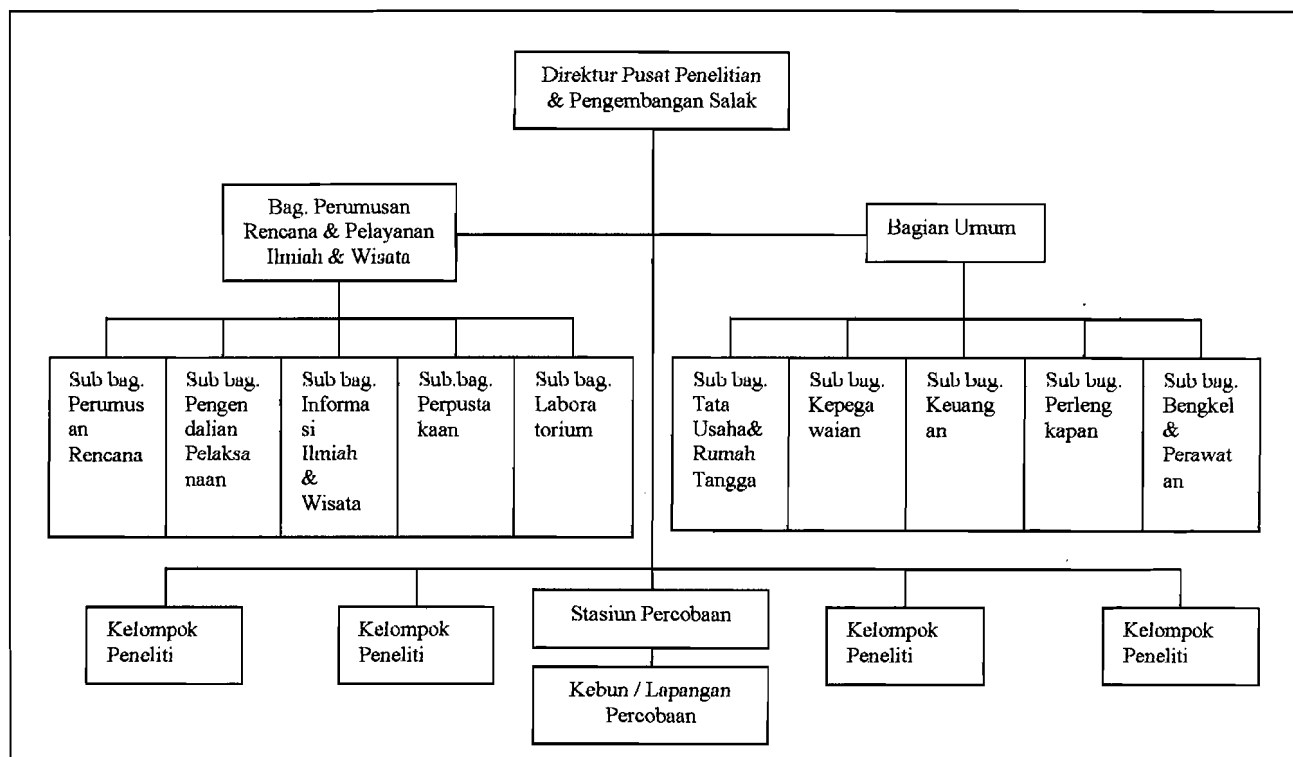 Direktur Pusat Penelitian
& Pengembangan Salak
Bag. Perumusan
Rencana & Pelayanan
Ilmiah & Wisata
Bagian Umum
Sub bag.
Perumus
an
Rencana
Sub bag.
Pengen
dalian
Pelaksa
naan
Sub bag.
Informa
si
Ilmiah
&
Wisata
Sub.bag.
Perpusta
kaan
Sub bag.
Labora
torium
Sub bag.
Tata
Usaha&
Rumah
Tangga
Sub bag.
Kepega
waian
Sub bag.
Keuang
an
Sub bag.
Perleng
kapan
Sub bag.
Bengkel
&
Perawat
an
Kelompok
Peneliti
Kelompok
Peneliti
Stasiun Percobaan
Kelompok
Peneliti
Kelompok
Peneliti
Kebun / Lapangan
Percobaan